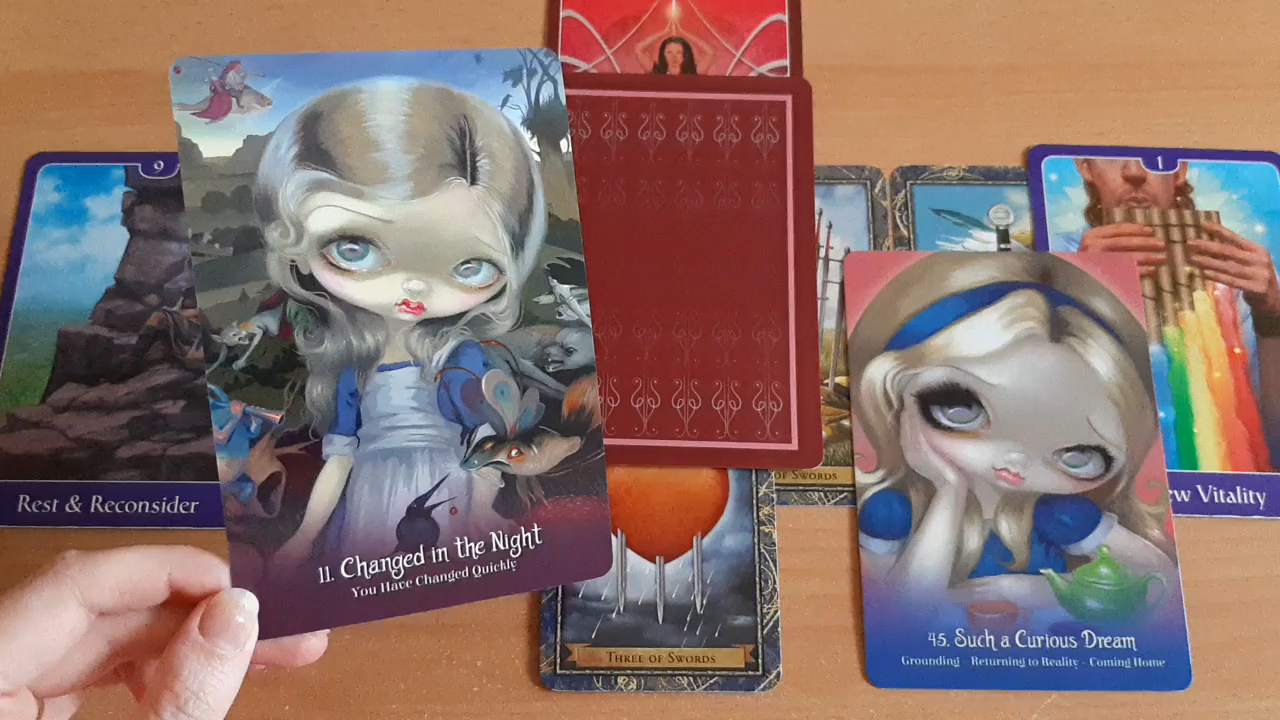 9
1
Rest & Reconsider
11. Changed in the Night
You Have Changed Quickly
OF SWORDS
ew Vitality
Three of Swords
45. Such a Curious Dream
Grounding - Returning to Reality - Coming Home